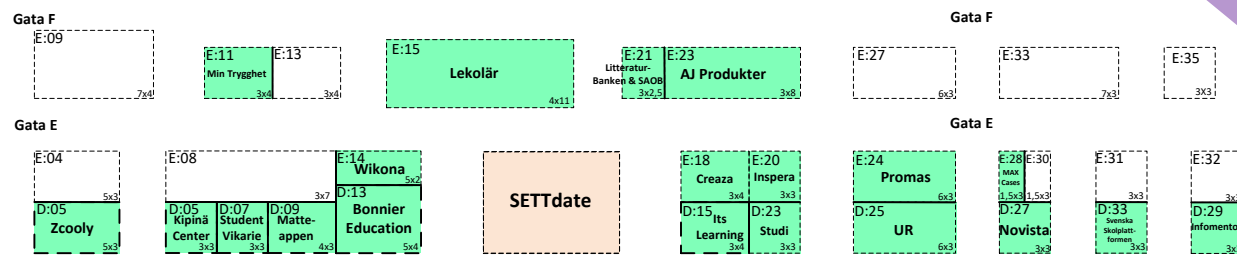 Gata F
Gata F
E:09
7x4
E:11
Min Trygghet
3x4
E:13
3x4
E:15
Lekolär
4x11
E:21
Litteratur-
Banken & SAOB
3x2,5
E:23
AJ Produkter
3x8
E:27
6x3
E:33
7x3
E:35
3X3
Gata E
Gata E
E:04
5x3
E:08
3x7
E:14
Wikona
5x2
D:13
Bonnier
Education
5x4
D:05
Zcooly
5x3
D:05
Kipinä
Center
3x3
D:07
Student
Vikarie
3x3
D:09
Matte-
appen
4x3
SETTdate
E:18
Creaza
3x4
E:20
Inspera
3x3
D:15
Its
Learning
3x4
D:23
Studi
3x3
E:24
Promas
6x3
D:25
UR
6x3
E:28
MAX
Cases
1,5x3
E:30
1,5x3
D:27
Novista
3x3
E:31
3x3
D:33
Svenska
Skolplatt-
formen
3x3
E:32
3x3
D:29
Infomento
3x